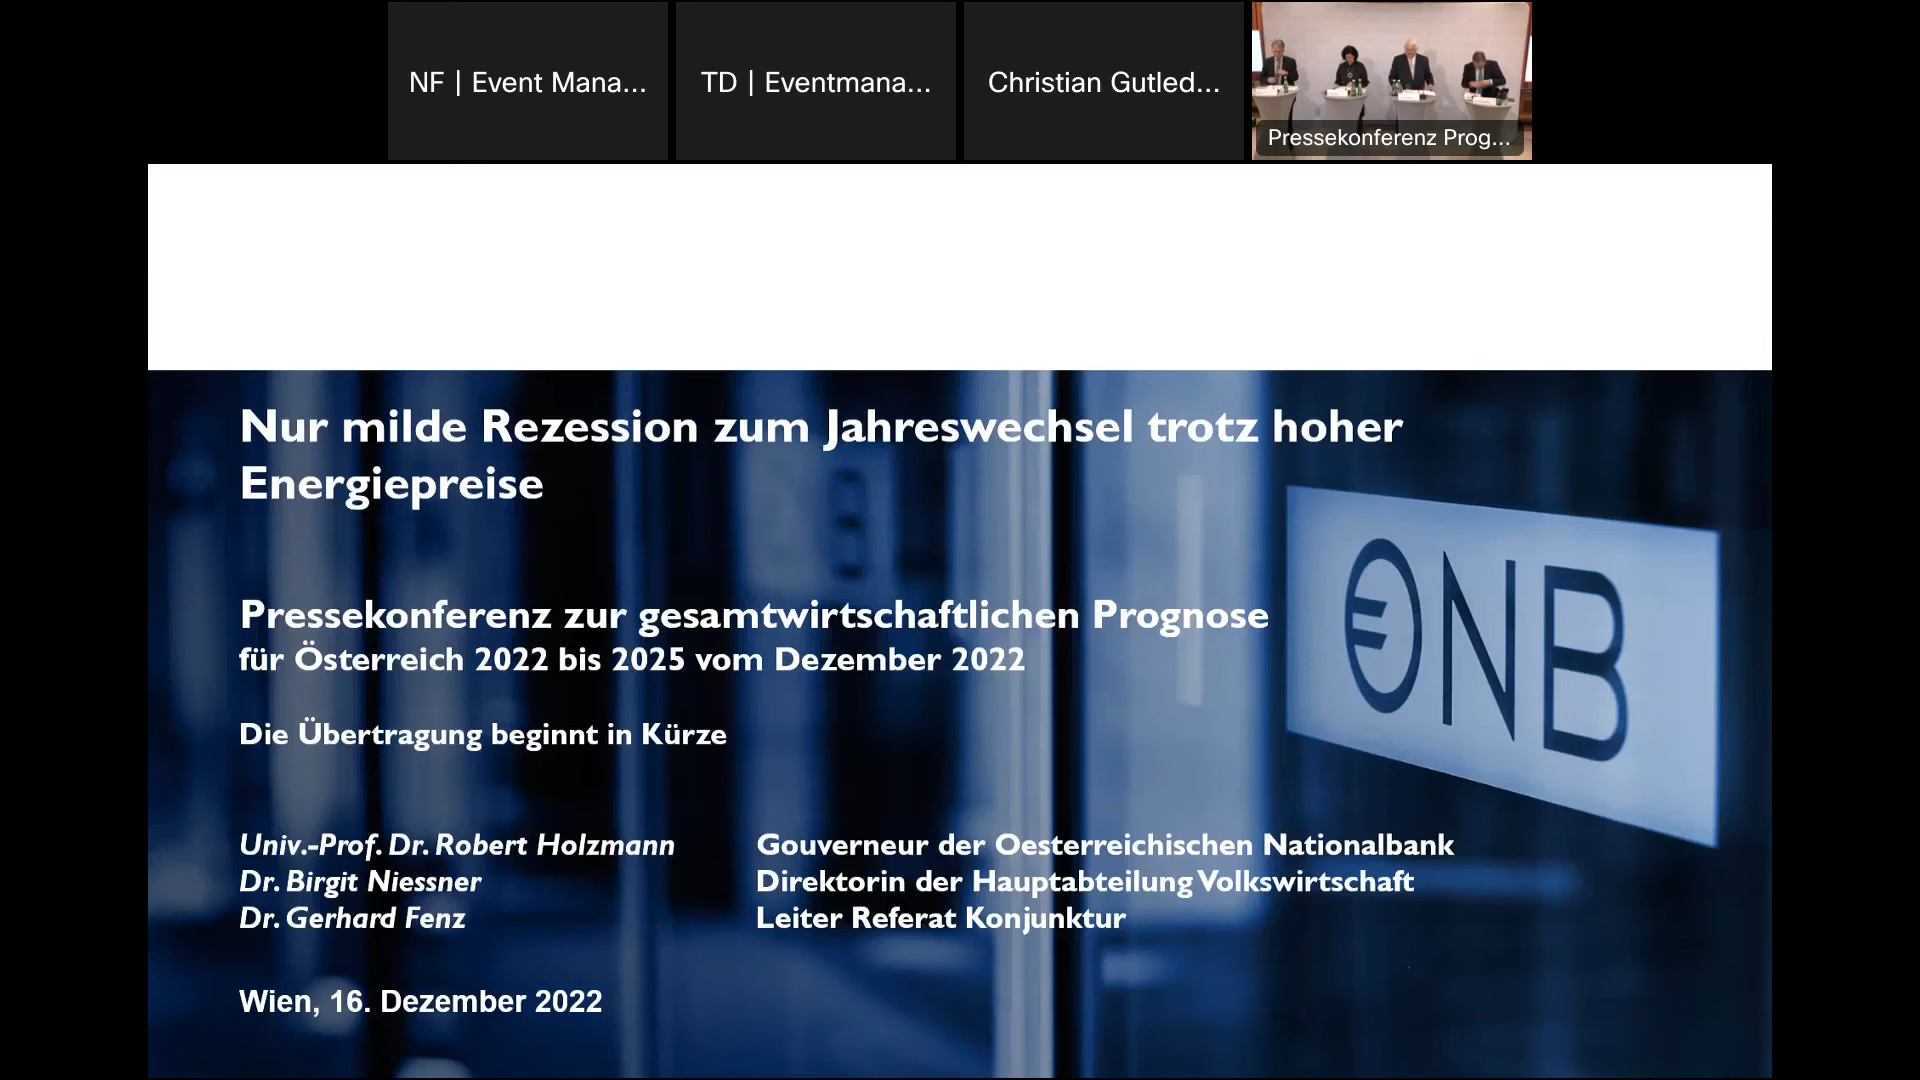 NF | Event Mana...
TD | Eventmana...
Christian Gutled...
Pressekonferenz Prog...
Nur milde Rezession zum Jahreswechsel trotz hoher
Energiepreise
Pressekonferenz zur gesamtwirtschaftlichen Prognose
für Österreich 2022 bis 2025 vom Dezember 2022
Die Übertragung beginnt in Kürze
Univ.-Prof. Dr. Robert Holzmann Gouverneur der Oesterreichischen Nationalbank
Dr. Birgit Niessner Direktorin der Hauptabteilung Volkswirtschaft
Dr. Gerhard Fenz Leiter Referat Konjunktur
Wien, 16. Dezember 2022
ONB